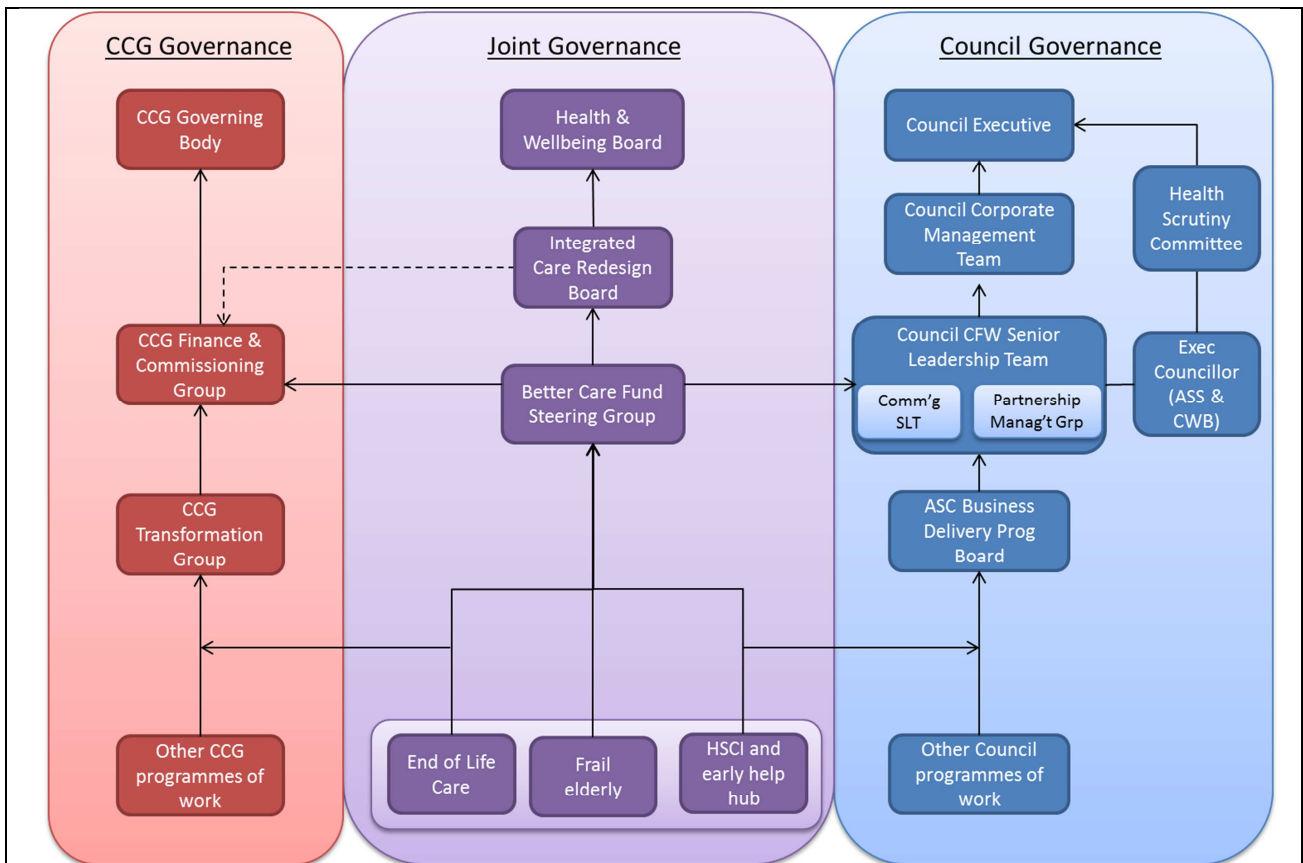 CCG Governance
CCG Governing
Body
CCG Finance &
Commissioning
Group
CCG
Transformation
Group
Other CCG
programmes of
work
Joint Governance
Health &
Wellbeing Board
Integrated
Care Redesign
Board
Better Care Fund
Steering Group
End of Life
Care
Frail
elderly
HSCI and
early help
hub
Council Governance
Council Executive
Council Corporate
Management
Team
Health
Scrutiny
Committee
Council CFW Senior
Leadership Team
Comm'g
SLT
Partnership
Manag't Grp
Exec
Councillor
(ASS &
CWB)
ASC Business
Delivery Prog
Board
Other Council
programmes of
work